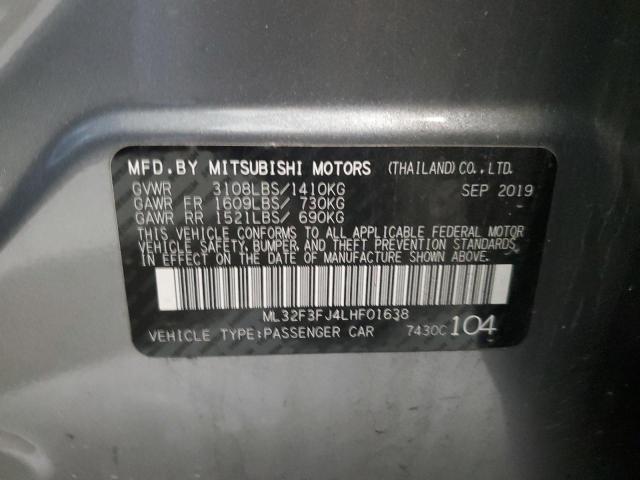 MFD.BY MITSUBISHI MOTORS (THAILAND)CO.,LTD.
GVWR 3108LBS/1410KG SEP 2019
GAWR FR 1609LBS/ 730KG
GAWR RR 1521LBS/ 690KG
THIS VEHICLE CONFORMS TO ALL APPLICABLE FEDERAL MOTOR
VEHICLE SAFETY, BUMPER, AND THEFT PREVENTION STANDARDS
IN EFFECT ON THE DATE OF MANUFACTURE SHOWN ABOVE.
ML32F3FJ4LHF01638
VEHICLE TYPE:PASSENGER CAR 7430C 104